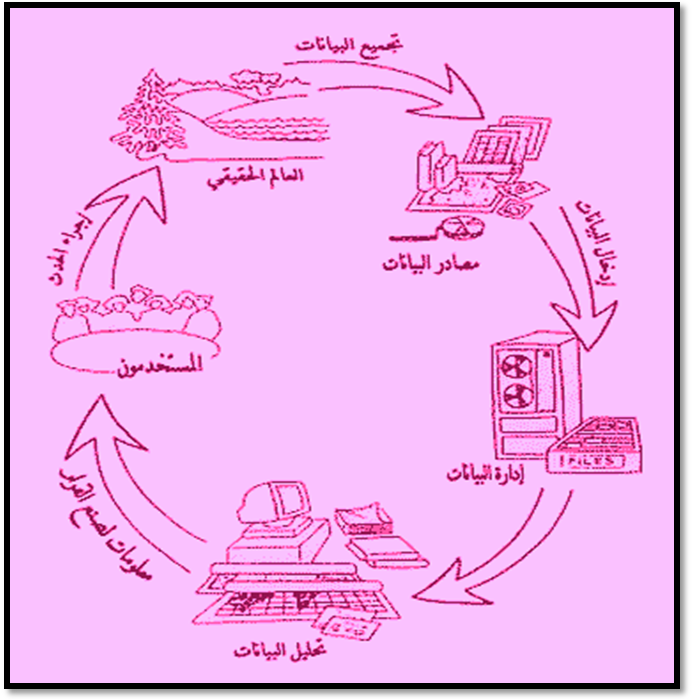 تجميع البيانات
العالم الحقيقي
مصادر البيانات
إدخال البيانات
إدارة البيانات
FILES
تحليل البيانات
معلومات لصنع القرار
المستخدمون
إجراء الحدث